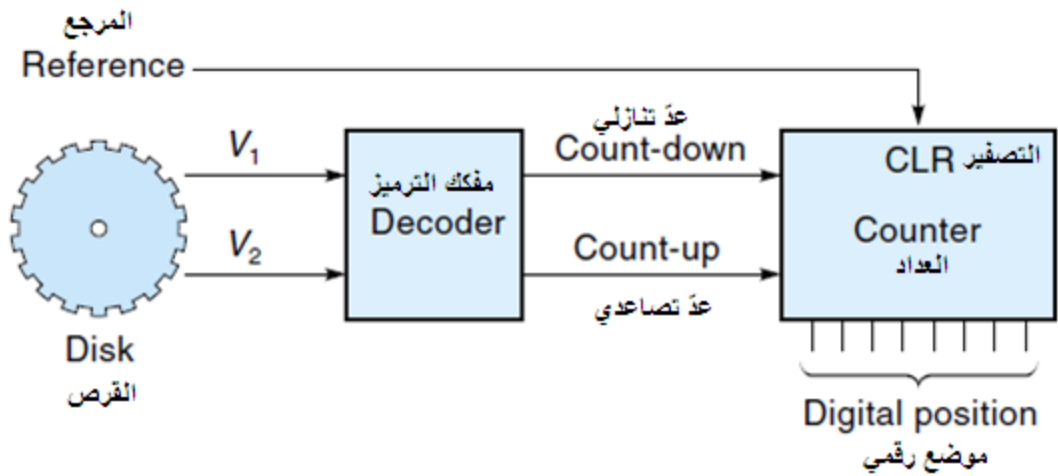 المرجع
Reference
V1
V2
Disk
القرص
مفكك الترميز
Decoder
عدّ تنازلي
Count-down
Count-up
عدّ تصاعدي
CLR التصفير
Counter
العداد
Digital position
موضع رقمي